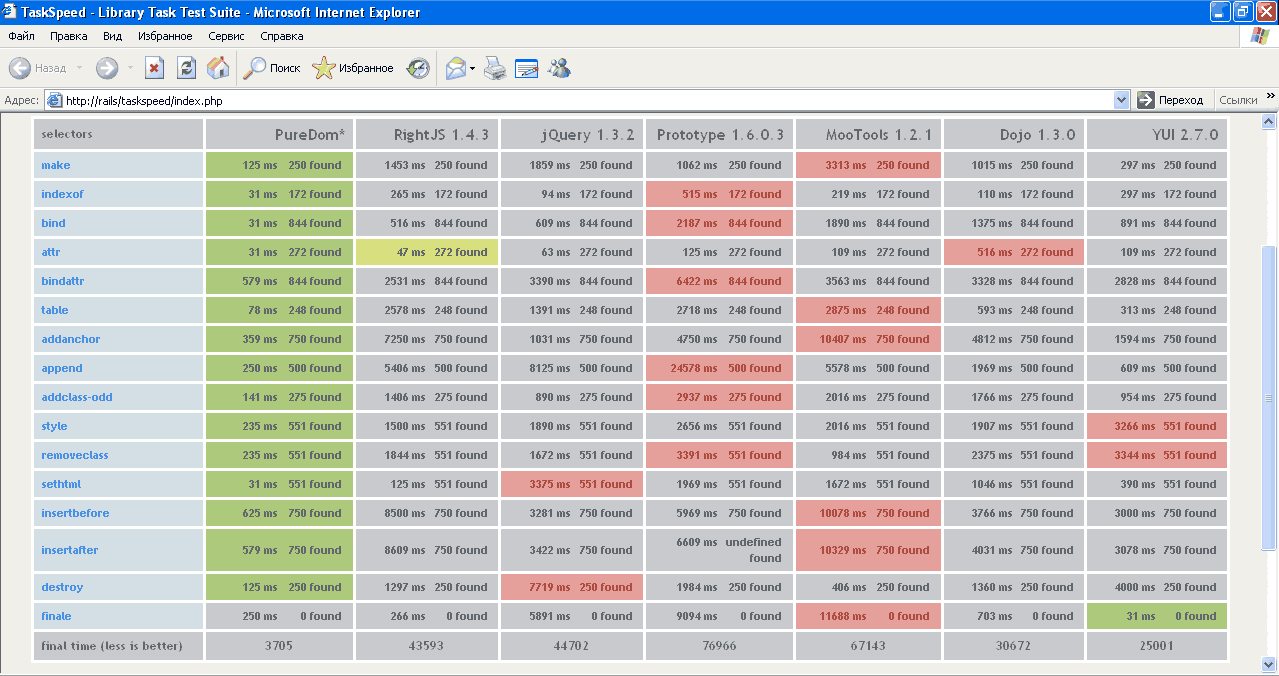 TaskSpeed - Library Task Test Suite - Microsoft Internet Explorer
Файл Правка Вид Избранное Сервис Справка
Назад Поиск Избранное
Адрес: http://rails/taskspeed/index.php Переход Ссылки »
selectors PureDom* RightJS 1.4.3 jQuery 1.3.2 Prototype 1.6.0.3 MooTools 1.2.1 Dojo 1.3.0 YUI 2.7.0
make 125 ms 250 found 1453 ms 250 found 1859 ms 250 found 1062 ms 250 found 3313 ms 250 found 1015 ms 250 found 297 ms 250 found
indexof 31 ms 172 found 265 ms 172 found 94 ms 172 found 515 ms 172 found 219 ms 172 found 110 ms 172 found 297 ms 172 found
bind 31 ms 844 found 516 ms 844 found 609 ms 844 found 2187 ms 844 found 1890 ms 844 found 1375 ms 844 found 891 ms 844 found
attr 31 ms 272 found 47 ms 272 found 63 ms 272 found 125 ms 272 found 109 ms 272 found 516 ms 272 found 109 ms 272 found
bindattr 579 ms 844 found 2531 ms 844 found 3390 ms 844 found 6422 ms 844 found 3563 ms 844 found 3328 ms 844 found 2828 ms 844 found
table 78 ms 248 found 2578 ms 248 found 1391 ms 248 found 2718 ms 248 found 2875 ms 248 found 593 ms 248 found 313 ms 248 found
addanchor 359 ms 750 found 7250 ms 750 found 1031 ms 750 found 4750 ms 750 found 10407 ms 750 found 4812 ms 750 found 1594 ms 750 found
append 250 ms 500 found 5406 ms 500 found 8125 ms 500 found 24578 ms 500 found 5578 ms 500 found 1969 ms 500 found 609 ms 500 found
addclass-odd 141 ms 275 found 1406 ms 275 found 890 ms 275 found 2937 ms 275 found 2016 ms 275 found 1766 ms 275 found 954 ms 275 found
style 235 ms 551 found 1500 ms 551 found 1890 ms 551 found 2656 ms 551 found 2016 ms 551 found 1907 ms 551 found 3266 ms 551 found
removeclass 235 ms 551 found 1844 ms 551 found 1672 ms 551 found 3391 ms 551 found 984 ms 551 found 2375 ms 551 found 3344 ms 551 found
sethtml 31 ms 551 found 125 ms 551 found 3375 ms 551 found 1969 ms 551 found 1672 ms 551 found 1046 ms 551 found 390 ms 551 found
insertbefore 625 ms 750 found 8500 ms 750 found 3281 ms 750 found 5969 ms 750 found 10078 ms 750 found 3766 ms 750 found 3000 ms 750 found
insertafter 579 ms 750 found 8609 ms 750 found 3422 ms 750 found 6609 ms undefined found 10329 ms 750 found 4031 ms 750 found 3078 ms 750 found
destroy 125 ms 250 found 1297 ms 250 found 7719 ms 250 found 1984 ms 250 found 406 ms 250 found 1360 ms 250 found 4000 ms 250 found
finale 250 ms 0 found 266 ms 0 found 5891 ms 0 found 9094 ms 0 found 11688 ms 0 found 703 ms 0 found 31 ms 0 found
final time (less is better) 3705 43593 44702 76966 67143 30672 25001